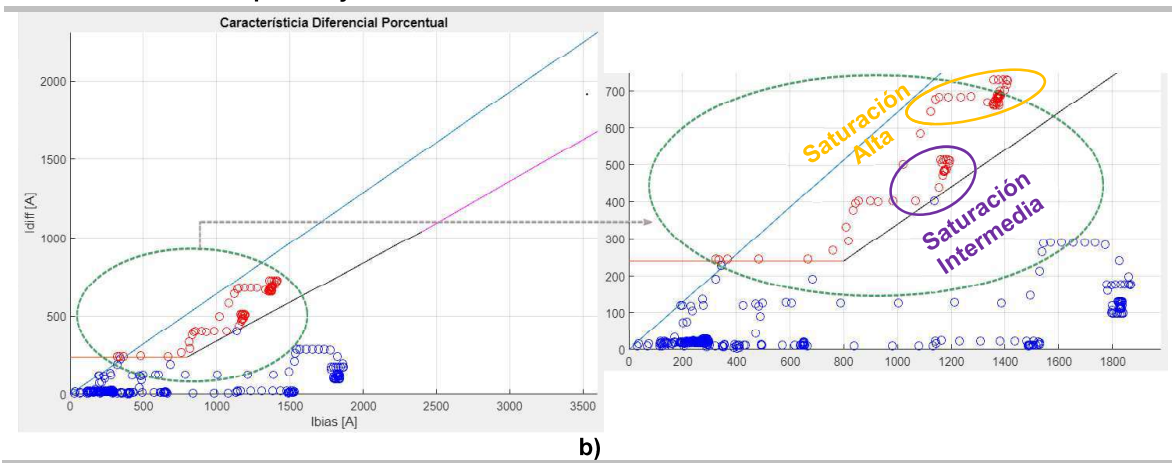 Característicia Diferencial Porcentual
Idiff [A]
2000
1500
1000
500
0
0 500 1000 1500 2000 2500 3000 3500
Ibias [A]
700
600
500
400
300
200
100
0
0 200 400 600 800 1000 1200 1400 1600 1800
Saturación
Alta
Saturación
Intermedia
b)